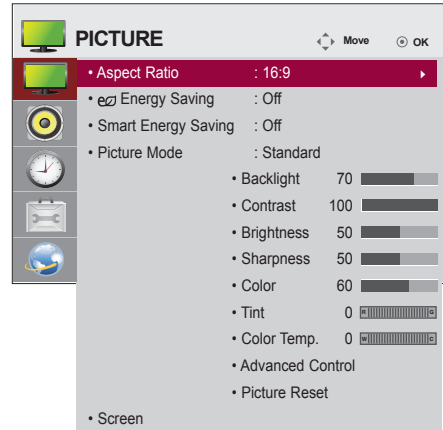 PICTURE Move OK
• Aspect Ratio : 16:9
• Energy Saving : Off
• Smart Energy Saving : Off
• Picture Mode : Standard
• Backlight 70
• Contrast 100
• Brightness 50
• Sharpness 50
• Color 60
• Tint 0 R G
• Color Temp. 0 W C
• Advanced Control
• Picture Reset
• Screen